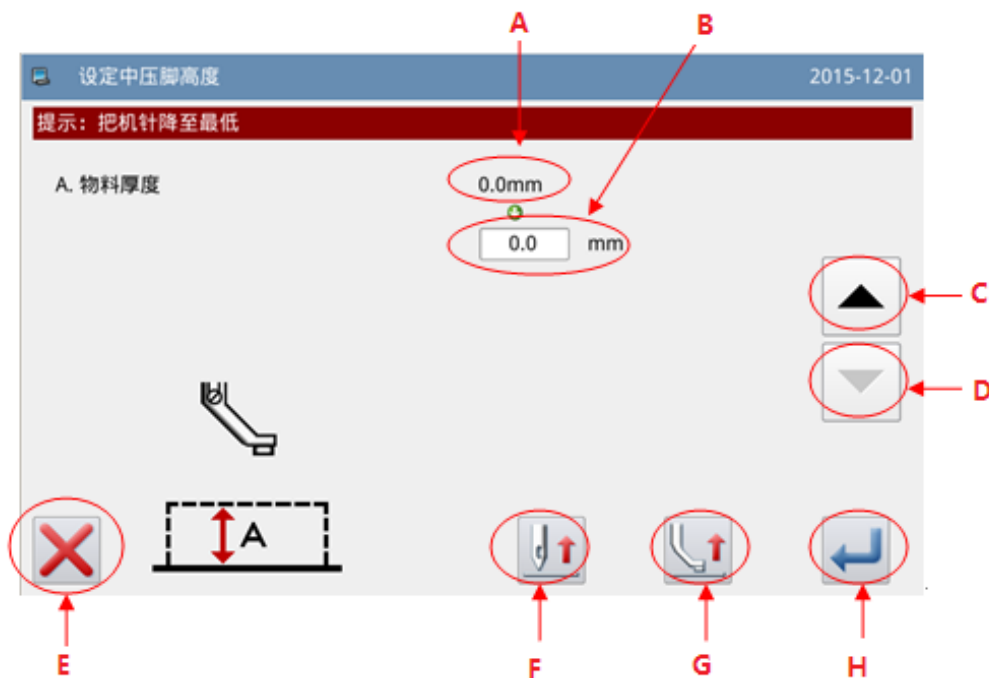 A B
设定中压脚高度 2015-12-01
提示：把机针降至最低
A. 物料厚度 0.0mm
0.0 mm
C
D
A
E F G H